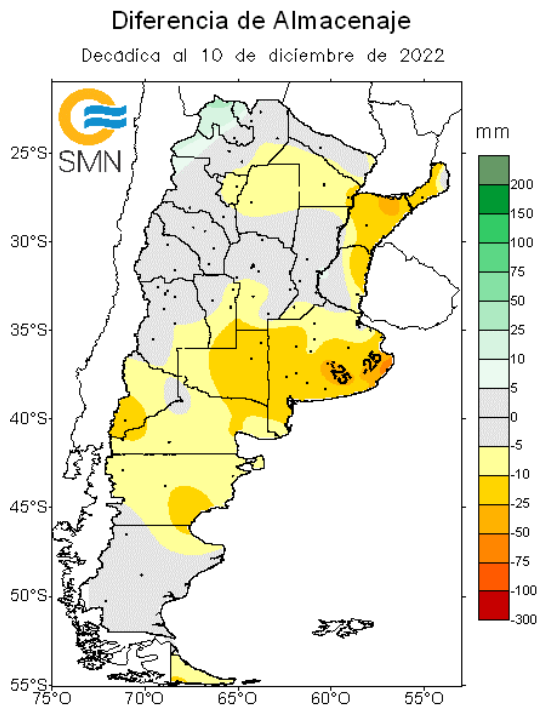 Diferencia de Almacenaje
Decádica al 10 de diciembre de 2022
SMN
mm
200
150
100
75
50
25
10
5
0
-5
-10
-25
-50
-75
-100
-300
25°S
30°S
35°S
40°S
45°S
50°S
55°S
-25
-25
75°O 70°O 65°O 60°O 55°O